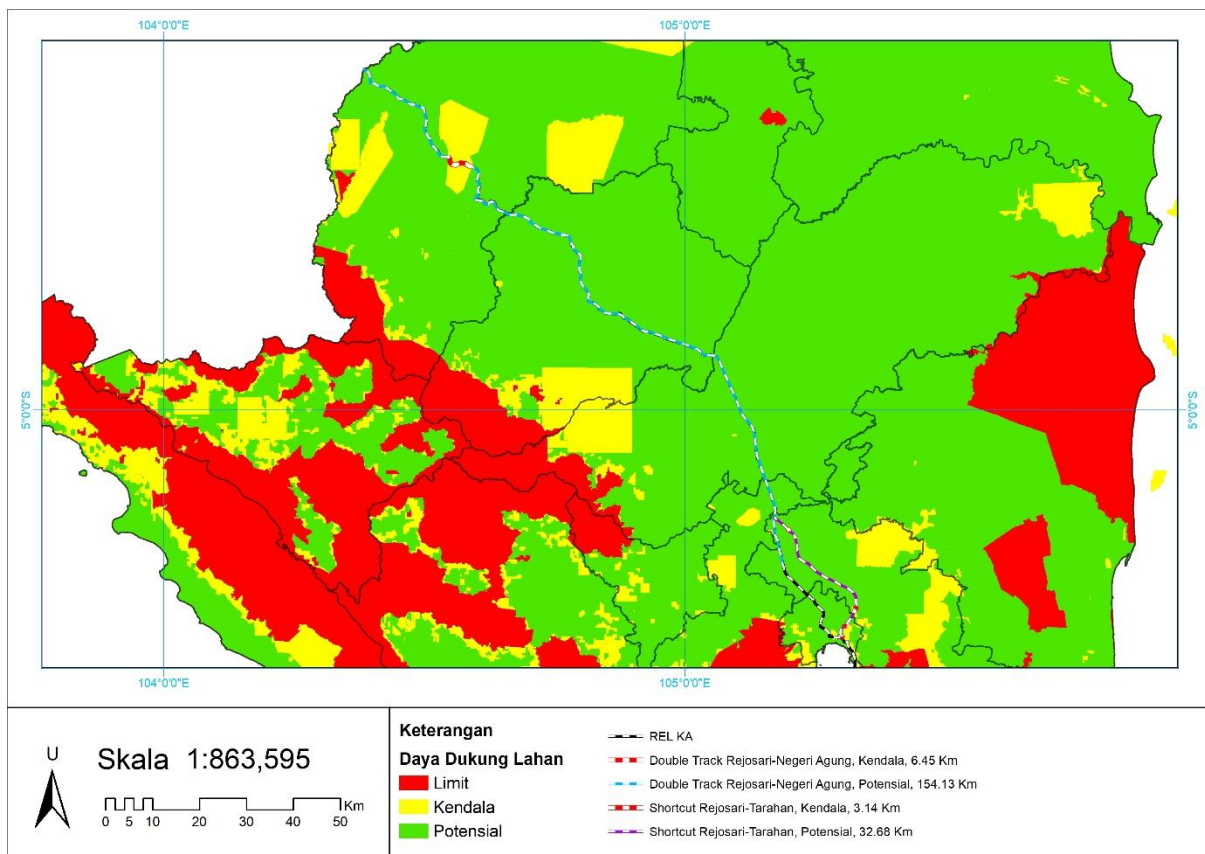 104°0'0"E 105°0'0"E
5°0'0"S 5°0'0"S
104°0'0"E 105°0'0"E
U
Skala 1:863,595
0 5 10 20 30 40 50 Km
Keterangan
Daya Dukung Lahan
Limit
Kendala
Potensial
REL KA
Double Track Rejosari-Negeri Agung, Kendala, 6.45 Km
Double Track Rejosari-Negeri Agung, Potensial, 154.13 Km
Shortcut Rejosari-Tarahan, Kendala, 3.14 Km
Shortcut Rejosari-Tarahan, Potensial, 32.68 Km